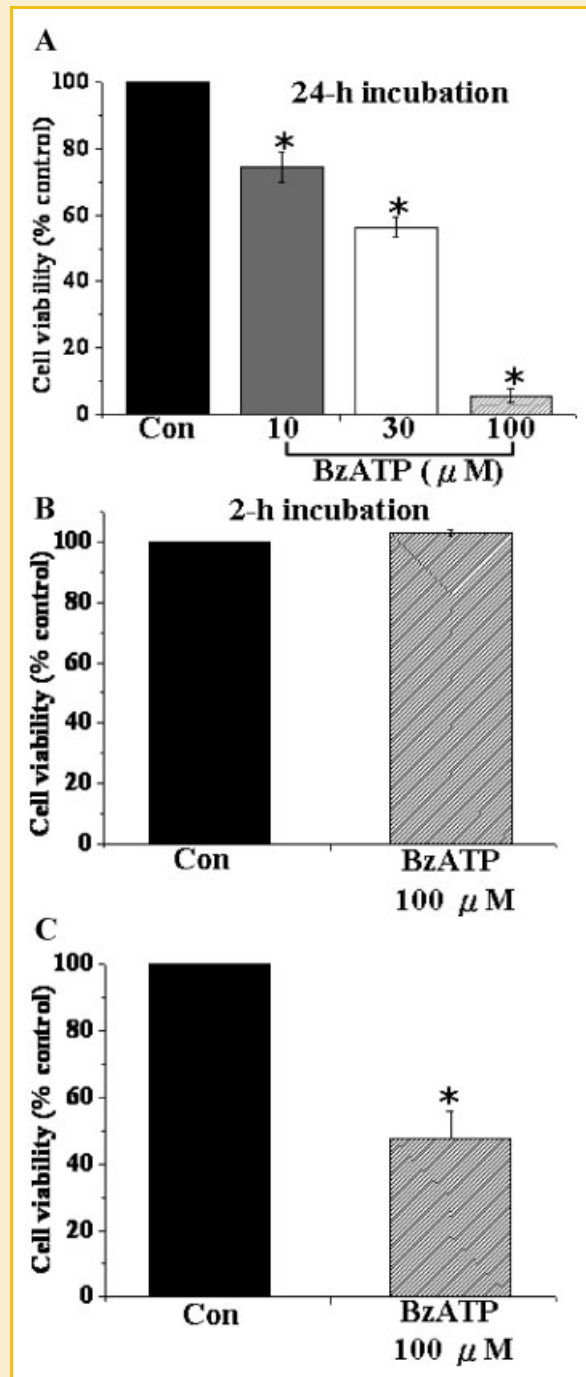 A
24-h incubation
Cell viability (% control)
100
80
60
40
20
0
*
*
*
Con 10 30 100
BzATP ( μ M)
B
2-h incubation
Cell viability (% control)
100
80
60
40
20
0
Con BzATP
100 μ M
C
Cell viability (% control)
100
80
60
40
20
0
*
Con BzATP
100 μ M